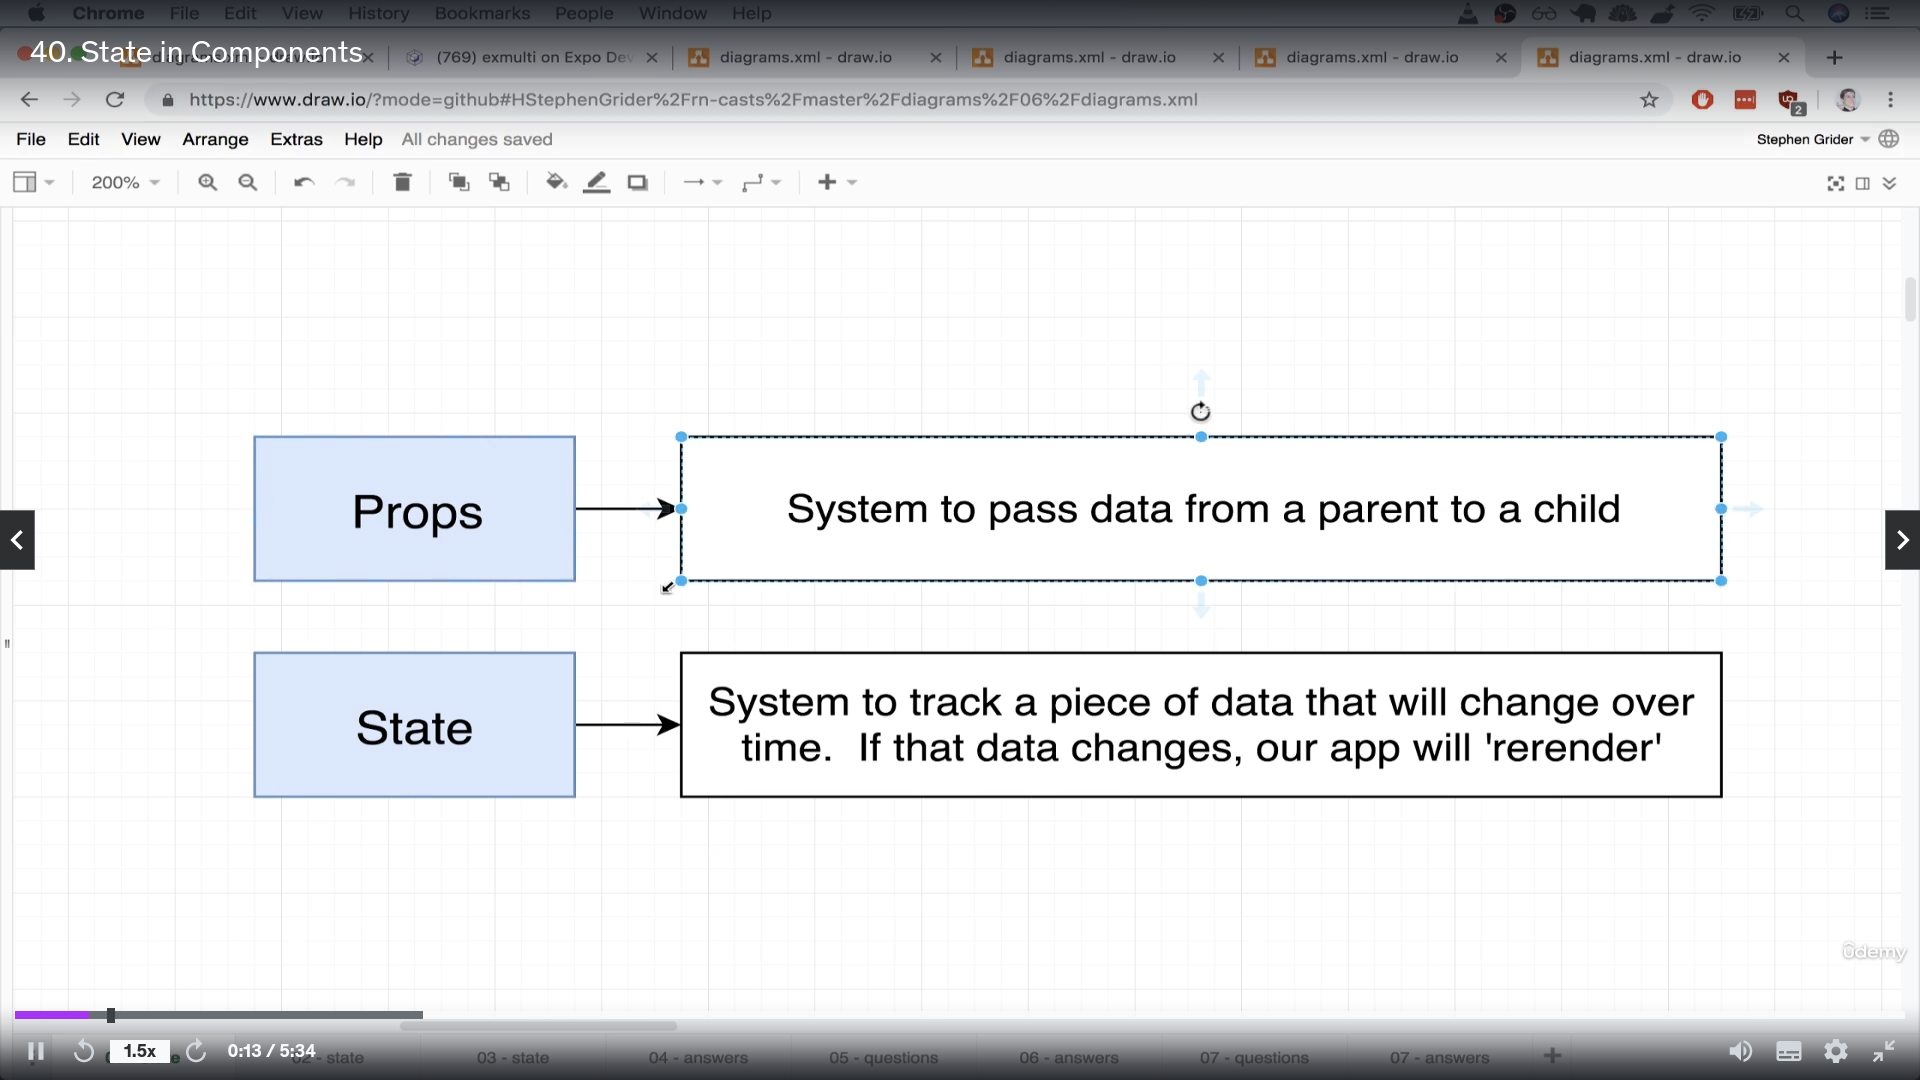 Chrome File Edit View History Bookmarks People Window Help
40. State in Components
(769) exmulti on Expo Dev
diagrams.xml - draw.io
diagrams.xml - draw.io
diagrams.xml - draw.io
diagrams.xml - draw.io
https://www.draw.io/?mode=github#HStephenGrider%2Frn-casts%2Fmaster%2Fdiagrams%2F06%2Fdiagrams.xml
2
File Edit View Arrange Extras Help All changes saved
Stephen Grider
200%
Props
System to pass data from a parent to a child
State
System to track a piece of data that will change over
time. If that data changes, our app will 'rerender'
ûdemy
1.5x
0:13 / 5:34
- state
03 - state
04 - answers
05 - questions
06 - answers
07 - questions
07 - answers